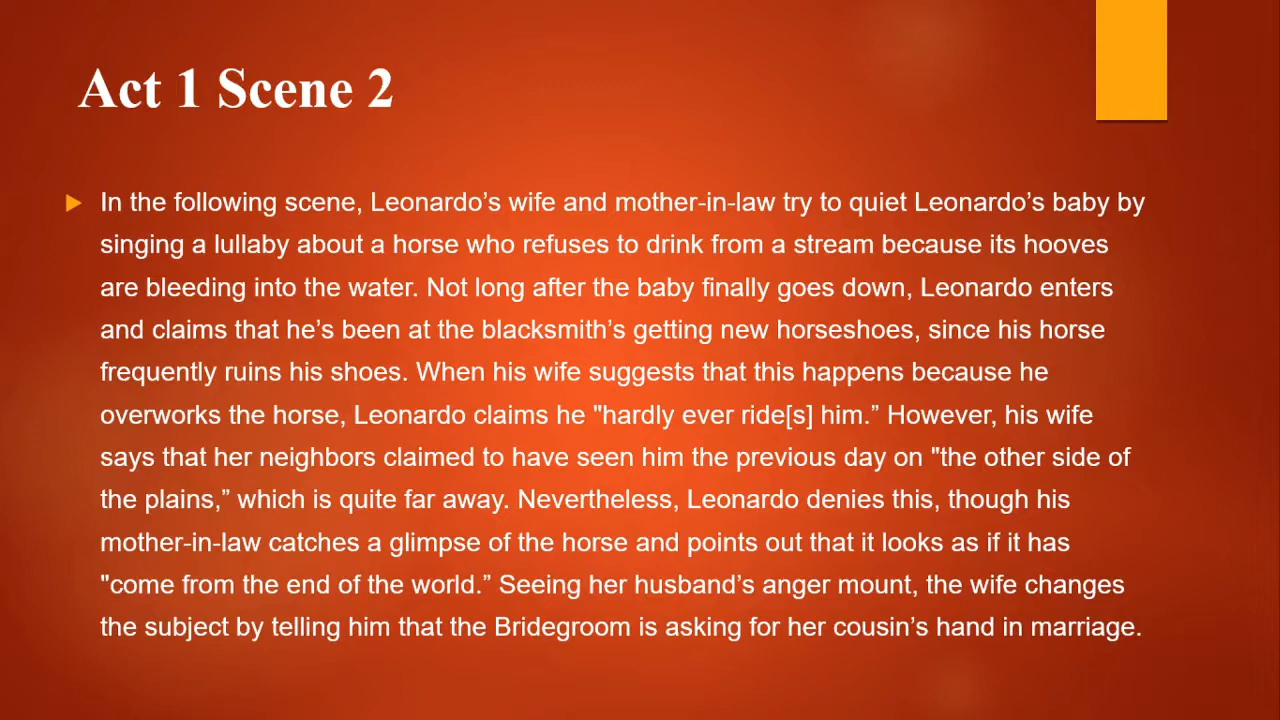 Act 1 Scene 2
In the following scene, Leonardo’s wife and mother-in-law try to quiet Leonardo’s baby by
singing a lullaby about a horse who refuses to drink from a stream because its hooves
are bleeding into the water. Not long after the baby finally goes down, Leonardo enters
and claims that he’s been at the blacksmith’s getting new horseshoes, since his horse
frequently ruins his shoes. When his wife suggests that this happens because he
overworks the horse, Leonardo claims he "hardly ever ride[s] him.” However, his wife
says that her neighbors claimed to have seen him the previous day on "the other side of
the plains,” which is quite far away. Nevertheless, Leonardo denies this, though his
mother-in-law catches a glimpse of the horse and points out that it looks as if it has
"come from the end of the world.” Seeing her husband’s anger mount, the wife changes
the subject by telling him that the Bridegroom is asking for her cousin’s hand in marriage.